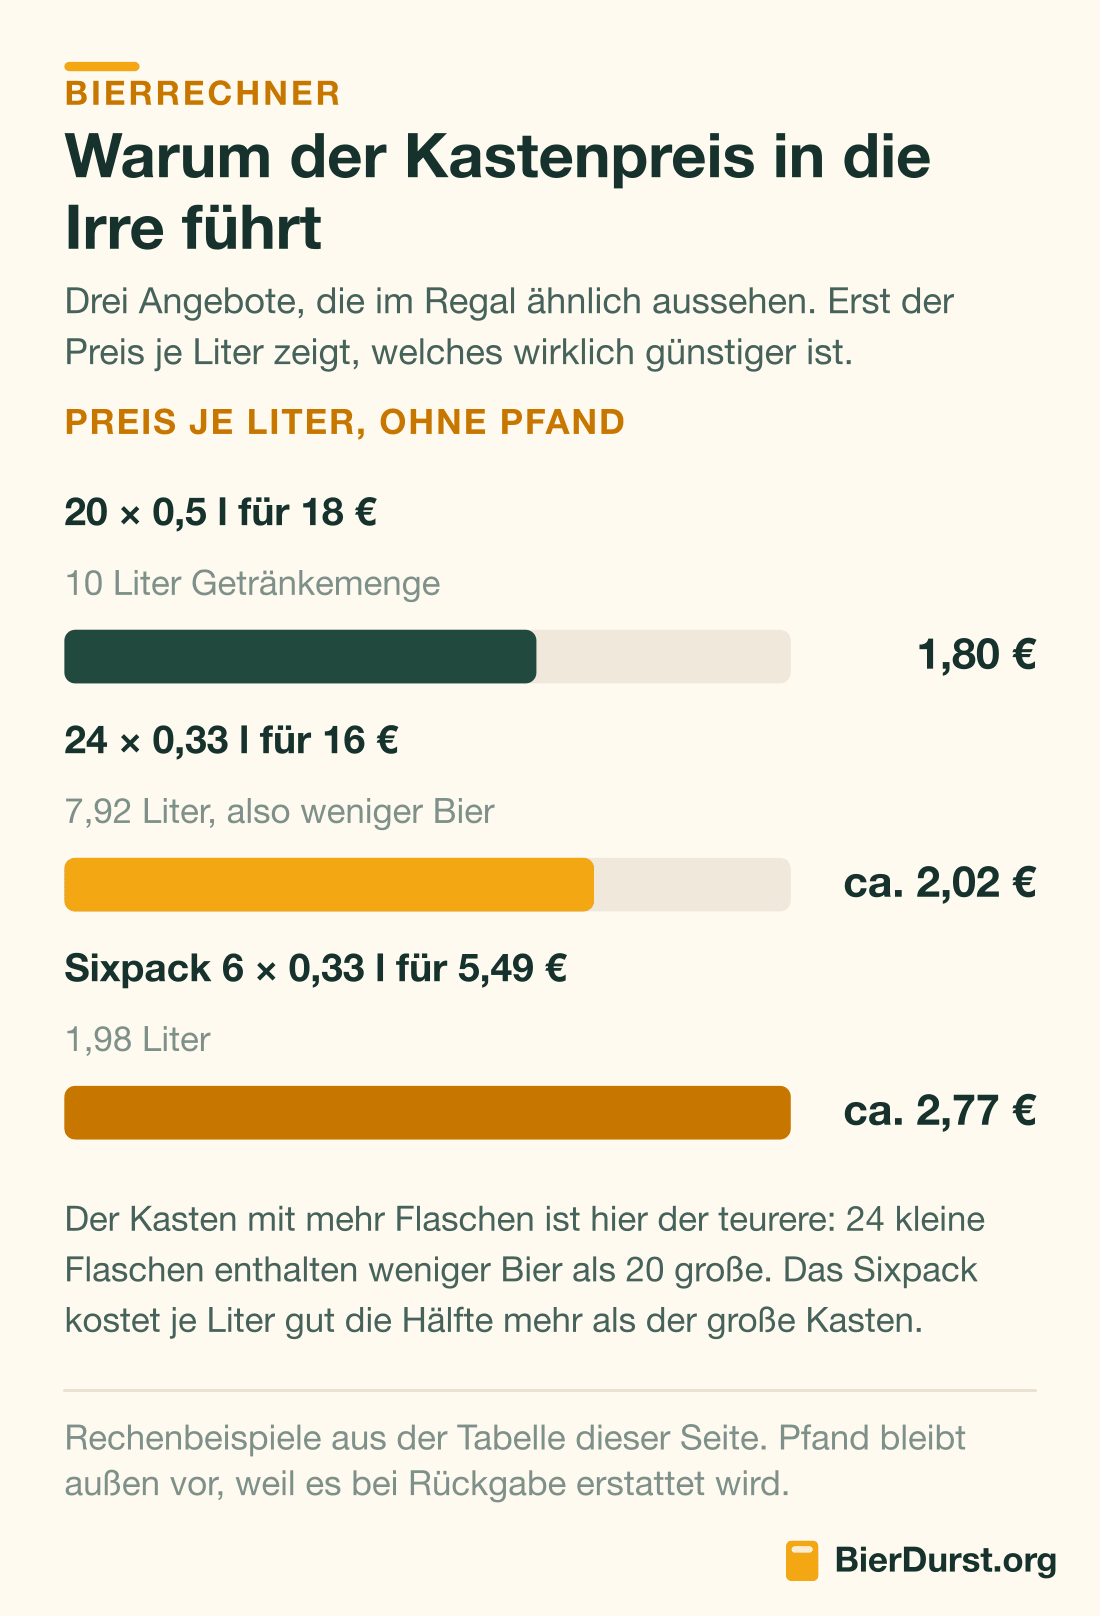 BIERRECHNER
Warum der Kastenpreis in die
Irre führt
Drei Angebote, die im Regal ähnlich aussehen. Erst der
Preis je Liter zeigt, welches wirklich günstiger ist.
PREIS JE LITER, OHNE PFAND
20 × 0,5 l für 18 €
10 Liter Getränkemenge
1,80 €
24 × 0,33 l für 16 €
7,92 Liter, also weniger Bier
ca. 2,02 €
Sixpack 6 × 0,33 l für 5,49 €
1,98 Liter
ca. 2,77 €
Der Kasten mit mehr Flaschen ist hier der teurere: 24 kleine
Flaschen enthalten weniger Bier als 20 große. Das Sixpack
kostet je Liter gut die Hälfte mehr als der große Kasten.
Rechenbeispiele aus der Tabelle dieser Seite. Pfand bleibt
außen vor, weil es bei Rückgabe erstattet wird.
BierDurst.org